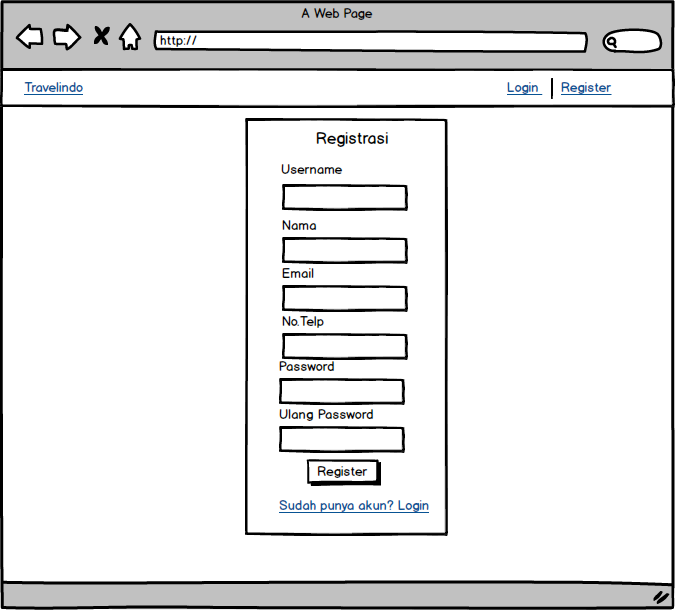 A Web Page
http://
Travelindo
Login
Register
Registrasi
Username
Nama
Email
No.Telp
Password
Ulang Password
Register
Sudah punya akun? Login